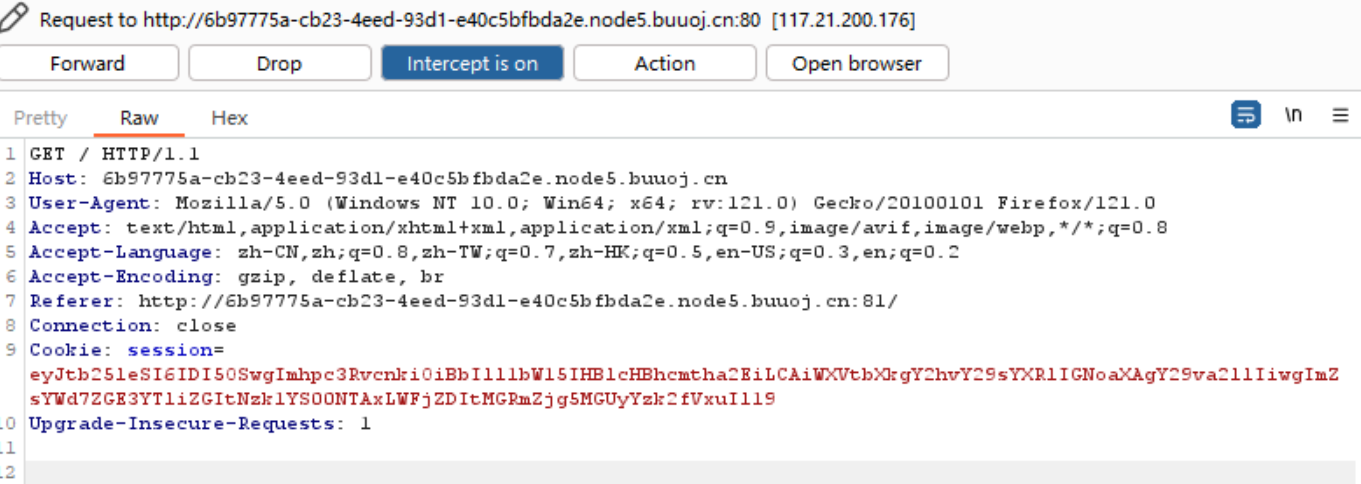 Request to http://6b97775a-cb23-4eed-93d1-e40c5bfbda2e.node5.buuoj.cn:80 [117.21.200.176]
Forward Drop Intercept is on Action Open browser
Pretty Raw Hex \n
1 GET / HTTP/1.1
2 Host: 6b97775a-cb23-4eed-93d1-e40c5bfbda2e.node5.buuoj.cn
3 User-Agent: Mozilla/5.0 (Windows NT 10.0; Win64; x64; rv:121.0) Gecko/20100101 Firefox/121.0
4 Accept: text/html,application/xhtml+xml,application/xml;q=0.9,image/avif,image/webp,*/*;q=0.8
5 Accept-Language: zh-CN,zh;q=0.8,zh-TW;q=0.7,zh-HK;q=0.5,en-US;q=0.3,en;q=0.2
6 Accept-Encoding: gzip, deflate, br
7 Referer: http://6b97775a-cb23-4eed-93d1-e40c5bfbda2e.node5.buuoj.cn:81/
8 Connection: close
9 Cookie: session=
eyJtb25leSI6IDI5OSwgImhpc3RvcnkiOiBbIll1bW15IHBlcHBhcmtha2EiLCAiWXVtbXkgY2hvY29sYXRlIGNoaXAgY29va2llIiwgImZ
sYWd7ZGE3YTliZGItNzk1YS00NTAxLWFjZDItMGRmZjg5MGUyYzk2fVxuIl19
10 Upgrade-Insecure-Requests: 1
11
12